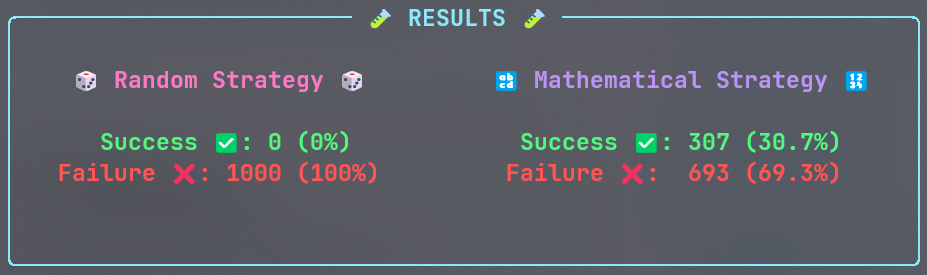 🧪 RESULTS 🧪
🎲 Random Strategy 🎲
Success ✅: 0 (0%)
Failure ❌: 1000 (100%)
🔡 Mathematical Strategy 🔢
Success ✅: 307 (30.7%)
Failure ❌: 693 (69.3%)